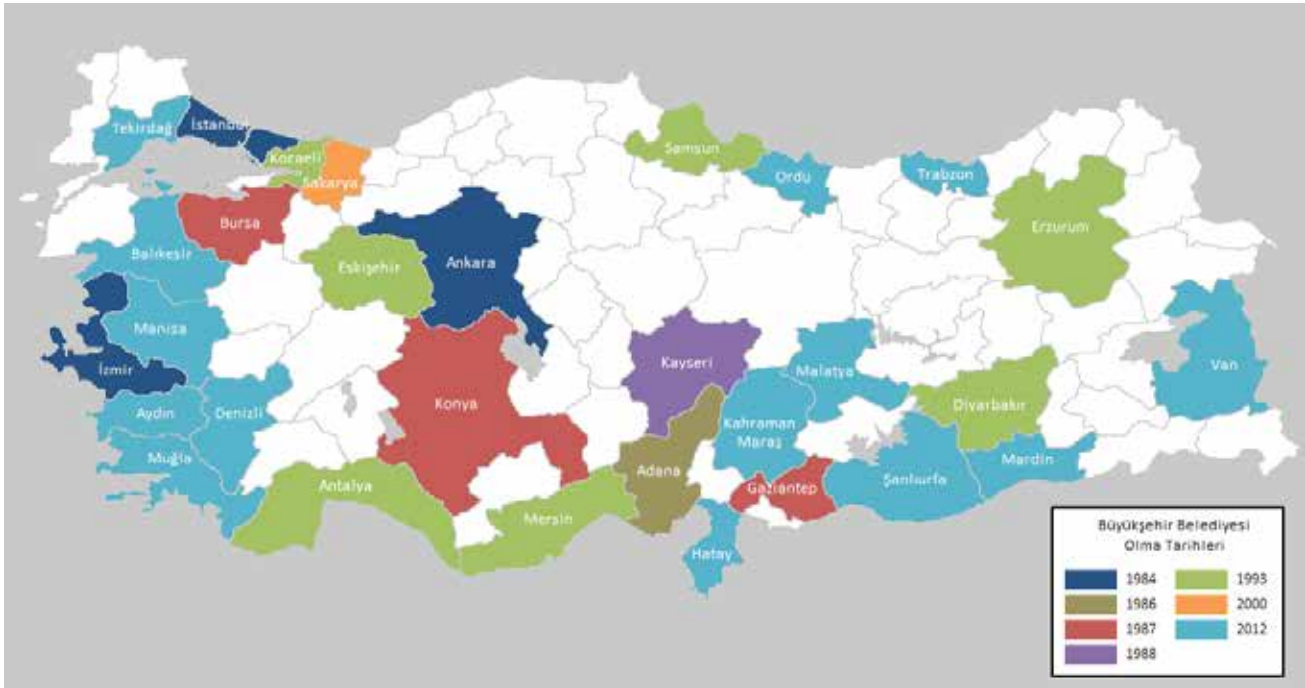 Tekirdağ
İstanbul
Kocaeli
Sakarya
Bursa
Balıkesir
Manisa
İzmir
Aydın
Denizli
Muğla
Eskişehir
Ankara
Konya
Antalya
Mersin
Samsun
Ordu
Trabzon
Erzurum
Kayseri
Malatya
Kahraman
Maraş
Adana
Gaziantep
Hatay
Şanlıurfa
Diyarbakır
Mardin
Van
Büyükşehir Belediyesi
Olma Tarihleri
1984
1986
1987
1988
1993
2000
2012